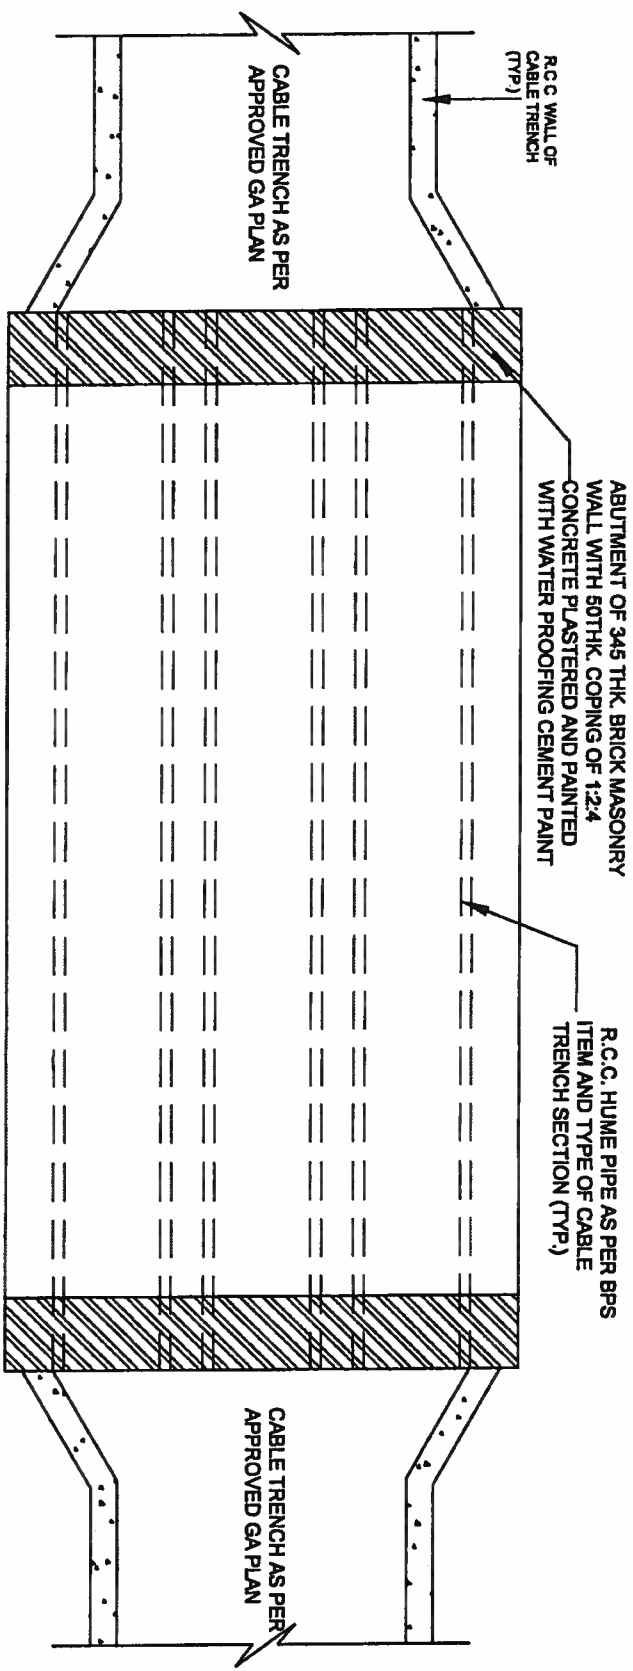 R.C.C. WALL OF
CABLE TRENCH
(TYP.)
CABLE TRENCH AS PER
APPROVED GA PLAN
ABUTMENT OF 345 THK. BRICK MASONRY
WALL WITH 50THK. COPING OF 1:2:4
CONCRETE PLASTERED AND PAINTED
WITH WATER PROOFING CEMENT PAINT
R.C.C. HUME PIPE AS PER BPS
ITEM AND TYPE OF CABLE
TRENCH SECTION (TYP.)
CABLE TRENCH AS PER
APPROVED GA PLAN